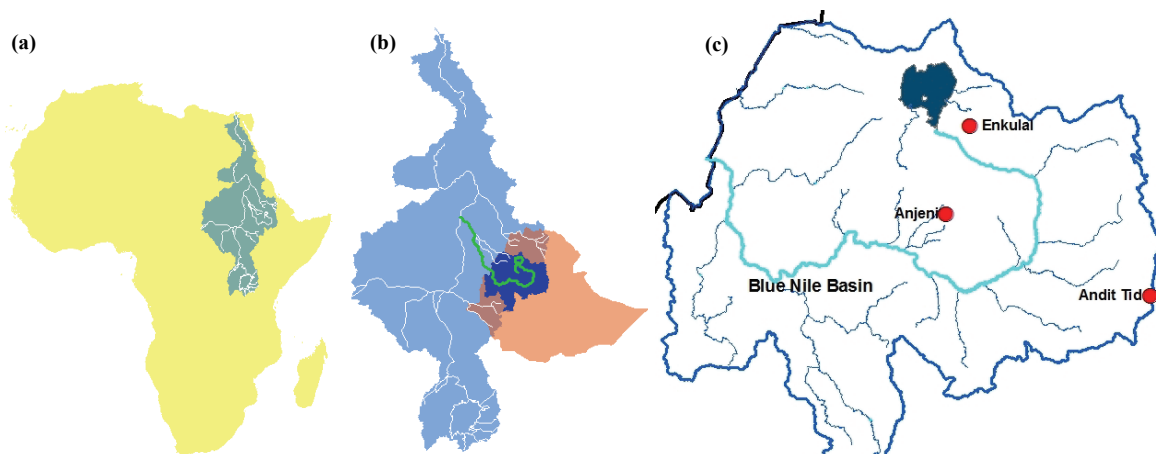 (a)
(b)
(c)
Enkulal
Anjeni
Blue Nile Basin
Andit Tid